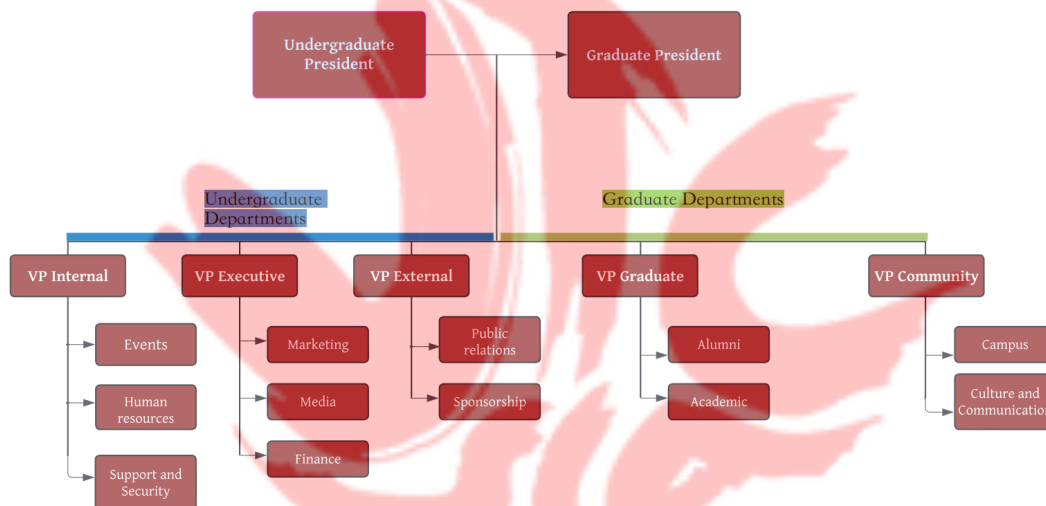 Undergraduate
President
Graduate President
Undergraduate
Departments
Graduate Departments
VP Internal
VP Executive
VP External
VP Graduate
VP Community
Events
Human
resources
Support and
Security
Marketing
Media
Finance
Public
relations
Sponsorship
Alumni
Academic
Campus
Culture and
Communication